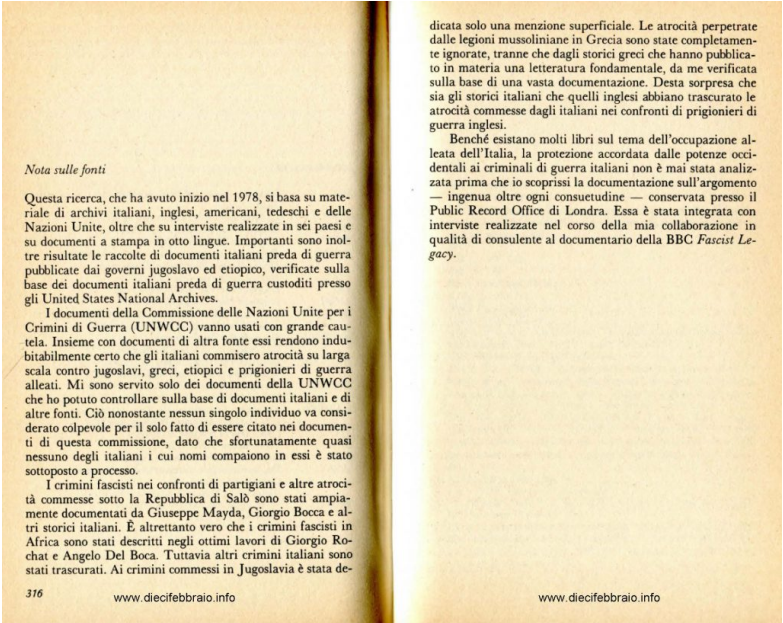 Nota sulle fonti
Questa ricerca, che ha avuto inizio nel 1978, si basa su mate-
riale di archivi italiani, inglesi, americani, tedeschi e delle
Nazioni Unite, oltre che su interviste realizzate in sei paesi e
su documenti a stampa in otto lingue. Importanti sono inol-
tre risultate le raccolte di documenti italiani preda di guerra
pubblicate dai governi jugoslavo ed etiopico, verificate sulla
base dei documenti italiani preda di guerra custoditi presso
gli United States National Archives.
I documenti della Commissione delle Nazioni Unite per i
Crimini di Guerra (UNWCC) vanno usati con grande cau-
tela. Insieme con documenti di altra fonte essi rendono indu-
bitabilmente certo che gli italiani commisero atrocità su larga
scala contro jugoslavi, greci, etiopici e prigionieri di guerra
alleati. Mi sono servito solo dei documenti della UNWCC
che ho potuto controllare sulla base di documenti italiani e di
altre fonti. Ciò nonostante nessun singolo individuo va consi-
derato colpevole per il solo fatto di essere citato nei documen-
ti di questa commissione, dato che sfortunatamente quasi
nessuno degli italiani i cui nomi compaiono in essi è stato
sottoposto a processo.
I crimini fascisti nei confronti di partigiani e altre atroci-
tà commesse sotto la Repubblica di Salò sono stati ampia-
mente documentati da Giuseppe Mayda, Giorgio Bocca e al-
tri storici italiani. È altrettanto vero che i crimini fascisti in
Africa sono stati descritti negli ottimi lavori di Giorgio Ro-
chat e Angelo Del Boca. Tuttavia altri crimini italiani sono
stati trascurati. Ai crimini commessi in Jugoslavia è stata de-
316
www.diecifebbraio.info
dicata solo una menzione superficiale. Le atrocità perpetrate
dalle legioni mussoliniane in Grecia sono state completamen-
te ignorate, tranne che dagli storici greci che hanno pubblica-
to in materia una letteratura fondamentale, da me verificata
sulla base di una vasta documentazione. Desta sorpresa che
sia gli storici italiani che quelli inglesi abbiano trascurato le
atrocità commesse dagli italiani nei confronti di prigionieri di
guerra inglesi.
Benché esistano molti libri sul tema dell'occupazione al-
leata dell'Italia, la protezione accordata dalle potenze occi-
dentali ai criminali di guerra italiani non è mai stata analiz-
zata prima che io scoprissi la documentazione sull'argomento
— ingenua oltre ogni consuetudine — conservata presso il
Public Record Office di Londra. Essa è stata integrata con
interviste realizzate nel corso della mia collaborazione in
qualità di consulente al documentario della BBC Fascist Le-
gacy.
www.diecifebbraio.info